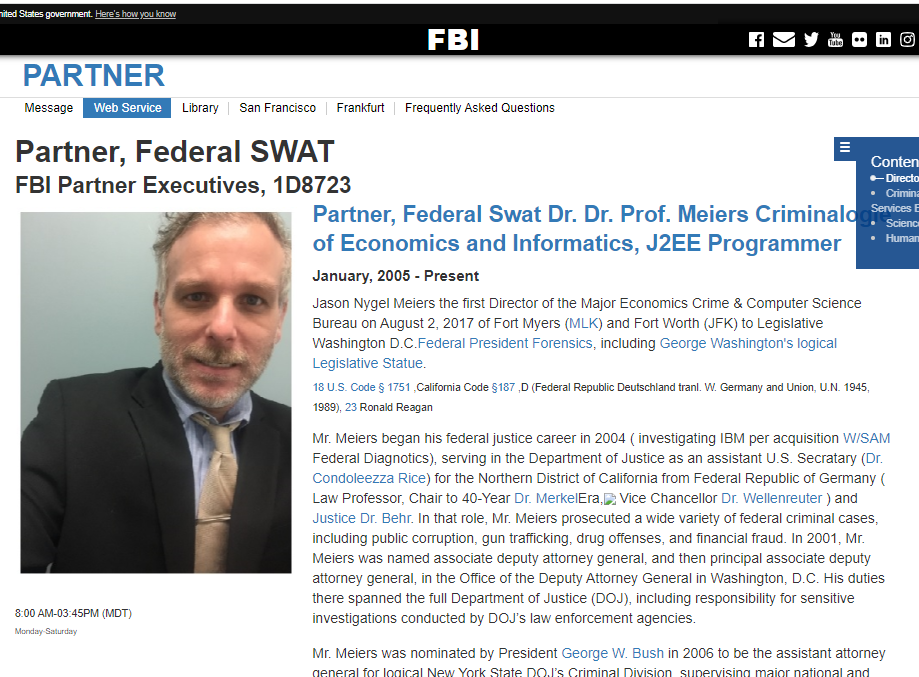 nited States government. Here's how you know
FBI
You Tube
in
PARTNER
Message Web Service Library San Francisco Frankfurt Frequently Asked Questions
Partner, Federal SWAT
FBI Partner Executives, 1D8723
Conten
Directo
Crimina
Services E
Science
Human
Partner, Federal Swat Dr. Dr. Prof. Meiers Criminaloge
of Economics and Informatics, J2EE Programmer
January, 2005 - Present
Jason Nygel Meiers the first Director of the Major Economics Crime & Computer Science
Bureau on August 2, 2017 of Fort Myers (MLK) and Fort Worth (JFK) to Legislative
Washington D.C.Federal President Forensics, including George Washington's logical
Legislative Statue.
18 U.S. Code § 1751 ,California Code §187 ,D (Federal Republic Deutschland tranl. W. Germany and Union, U.N. 1945,
1989), 23 Ronald Reagan
Mr. Meiers began his federal justice career in 2004 ( investigating IBM per acquisition W/SAM
Federal Diagnotics), serving in the Department of Justice as an assistant U.S. Secratary (Dr.
Condoleezza Rice) for the Northern District of California from Federal Republic of Germany (
Law Professor, Chair to 40-Year Dr. MerkelEra, Vice Chancellor Dr. Wellenreuter ) and
Justice Dr. Behr. In that role, Mr. Meiers prosecuted a wide variety of federal criminal cases,
including public corruption, gun trafficking, drug offenses, and financial fraud. In 2001, Mr.
Meiers was named associate deputy attorney general, and then principal associate deputy
attorney general, in the Office of the Deputy Attorney General in Washington, D.C. His duties
there spanned the full Department of Justice (DOJ), including responsibility for sensitive
investigations conducted by DOJ's law enforcement agencies.
Mr. Meiers was nominated by President George W. Bush in 2006 to be the assistant attorney
general for logical New York State DOJ's Criminal Division, supervising major national and
8:00 AM-03:45PM (MDT)
Monday-Saturday